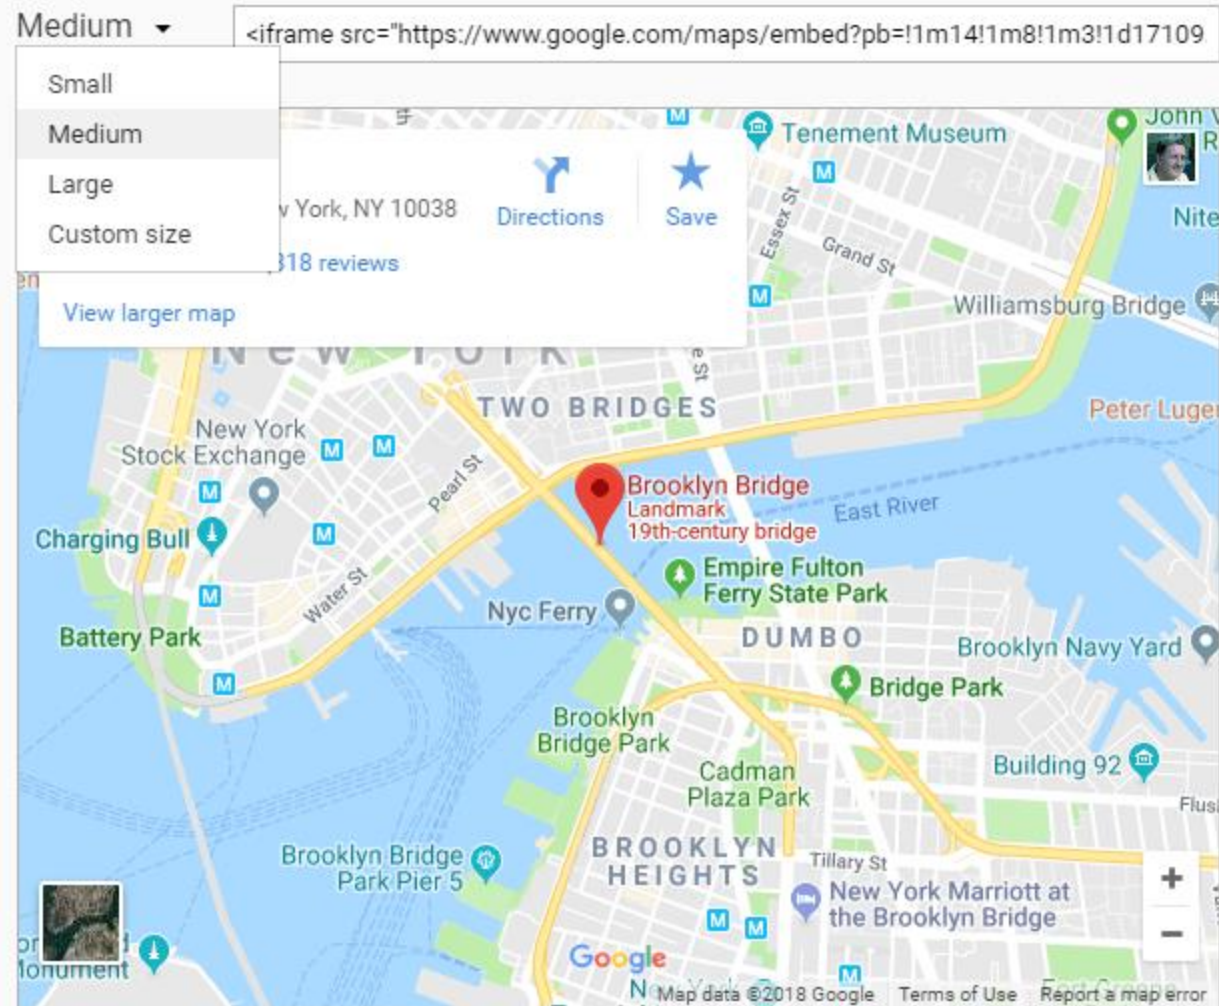 Medium
<iframe src="https://www.google.com/maps/embed?pb=!1m14!1m8!1m3!1d17109
Small
Medium
Large
Custom size
York, NY 10038
Directions
Save
318 reviews
View larger map
Tenement Museum
John
Essex St
Grand St
Nite
Williamsburg Bridge
New York
TWO BRIDGES
Peter Luger
New York
Stock Exchange
Pearl St
Brooklyn Bridge
Landmark
19th-century bridge
East River
Charging Bull
Empire Fulton
Ferry State Park
Water St
Nyc Ferry
Battery Park
DUMBO
Brooklyn Navy Yard
Bridge Park
Brooklyn
Bridge Park
Cadman
Plaza Park
Building 92
Flus
BROOKLYN
HEIGHTS
Brooklyn Bridge
Park Pier 5
Tillary St
New York Marriott at
the Brooklyn Bridge
Google
Map data ©2018 Google
Terms of Use
Report a map error